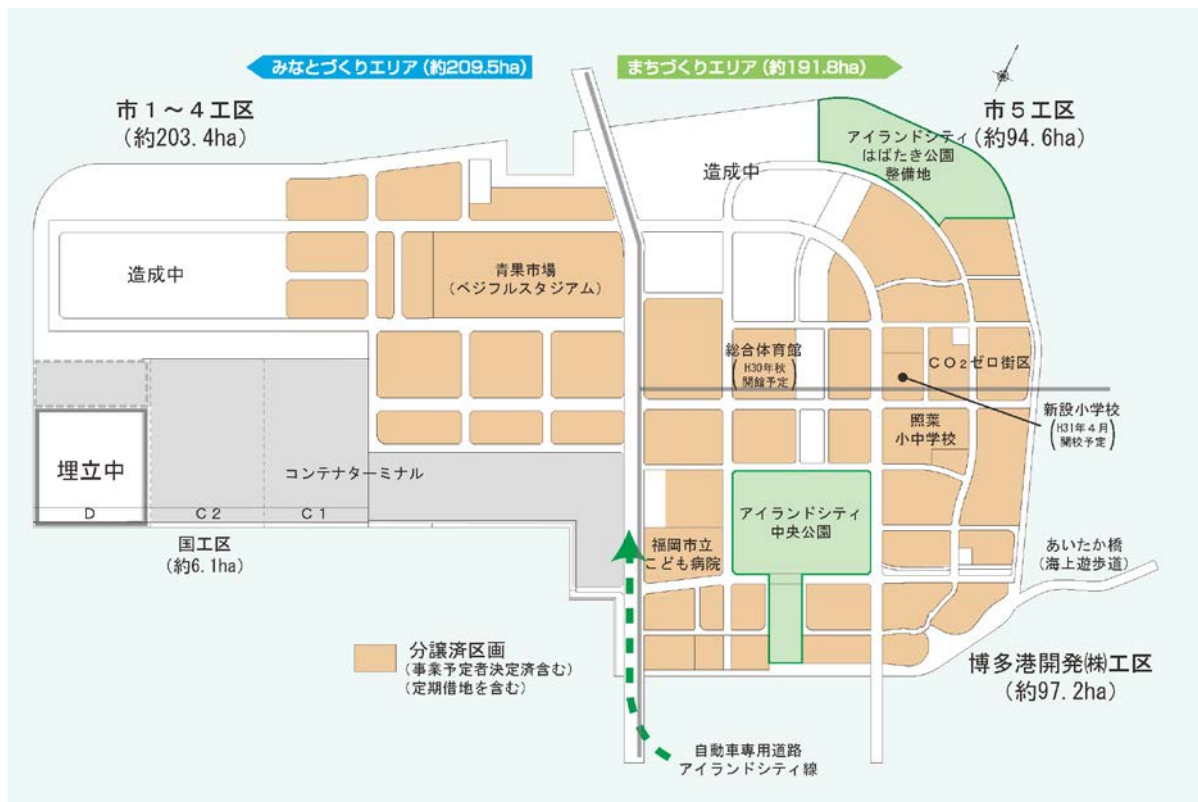 みなとづくりエリア(約209.5ha)
まちづくりエリア(約191.8ha)
市1～4工区
(約203.4ha)
市5工区
(約94.6ha)
アイランドシティ
はばたき公園
整備地
造成中
造成中
青果市場
(ベジフルスタジアム)
総合体育館
(H30年秋
開館予定)
CO₂ゼロ街区
新設小学校
(H31年4月
開校予定)
照葉
小中学校
埋立中
コンテナターミナル
D
C2
C1
国工区
(約6.1ha)
アイランドシティ
中央公園
福岡市立
こども病院
あいたか橋
(海上遊歩道)
分譲済区画
(事業予定者決定済含む)
(定期借地を含む)
博多港開発㈱工区
(約97.2ha)
自動車専用道路
アイランドシティ線